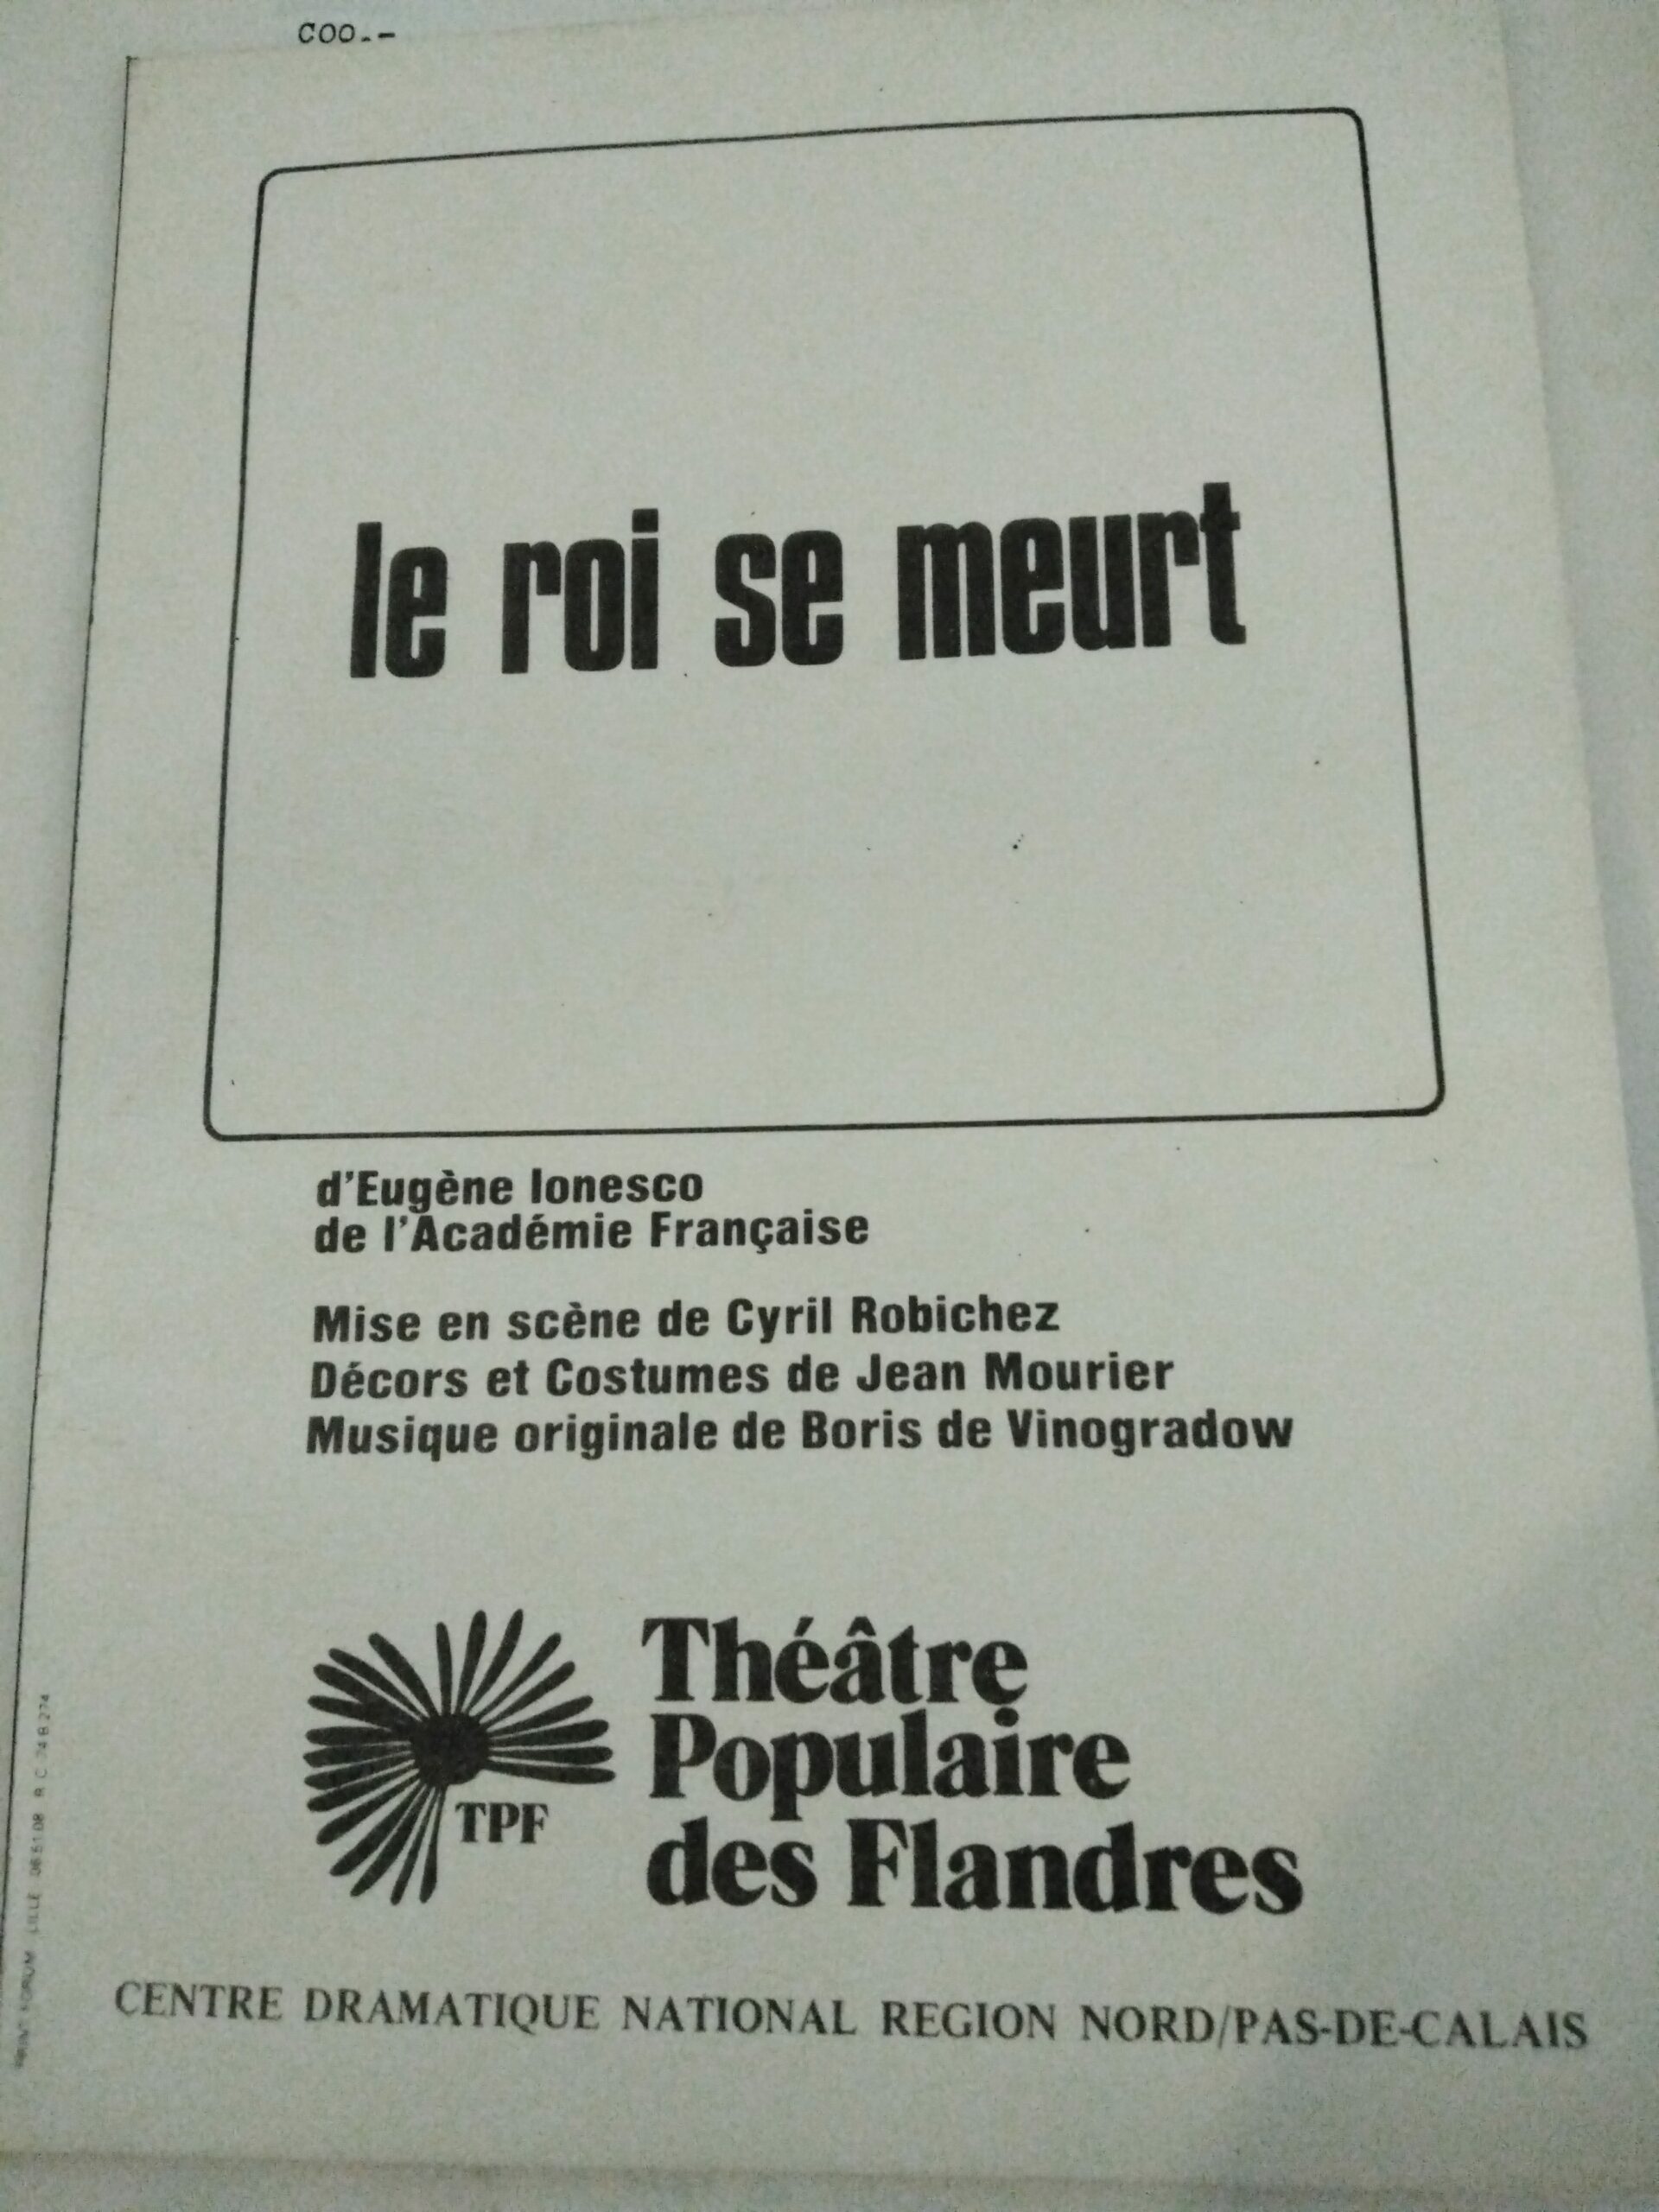 COO.-
le roi se meurt
d'Eugène Ionesco
de l'Académie Française
Mise en scène de Cyril Robichez
Décors et Costumes de Jean Mourier
Musique originale de Boris de Vinogradow
TPF
Théâtre
Populaire
des Flandres
CENTRE DRAMATIQUE NATIONAL REGION NORD/PAS-DE-CALAIS
FORUM LILLE